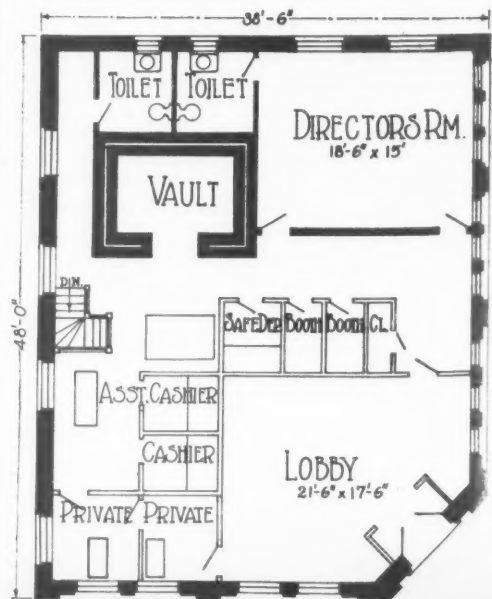 38'-6"
TOILET TOILET
DIRECTORS RM.
18'-6" x 15'
VAULT
48'-0"
DN.
SAFE DEP. BOOTH BOOTH CL.
ASST. CASHIER
CASHIER
LOBBY
21'-6" x 17'-6"
PRIVATE PRIVATE